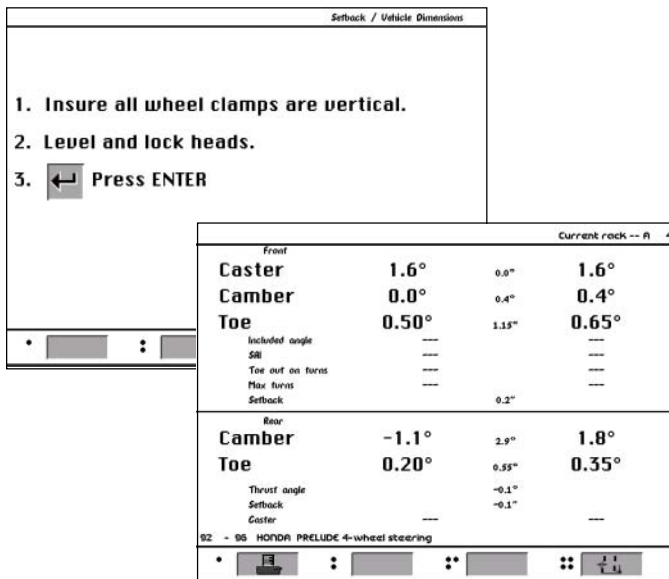 Setback / Vehicle Dimensions
1. Insure all wheel clamps are vertical.
2. Level and lock heads.
3. Press ENTER
Current rack -- A 4
Front
Caster 1.6° 0.0" 1.6°
Camber 0.0° 0.4° 0.4°
Toe 0.50° 1.15" 0.65°
Included angle --- ---
SAI --- ---
Toe out on turns --- ---
Max turns --- ---
Setback 0.2"
Rear
Camber -1.1° 2.9° 1.8°
Toe 0.20° 0.55" 0.35°
Thrust angle -0.1°
Setback -0.1"
Caster --- ---
92 - 96 HONDA PRELUDE 4-wheel steering